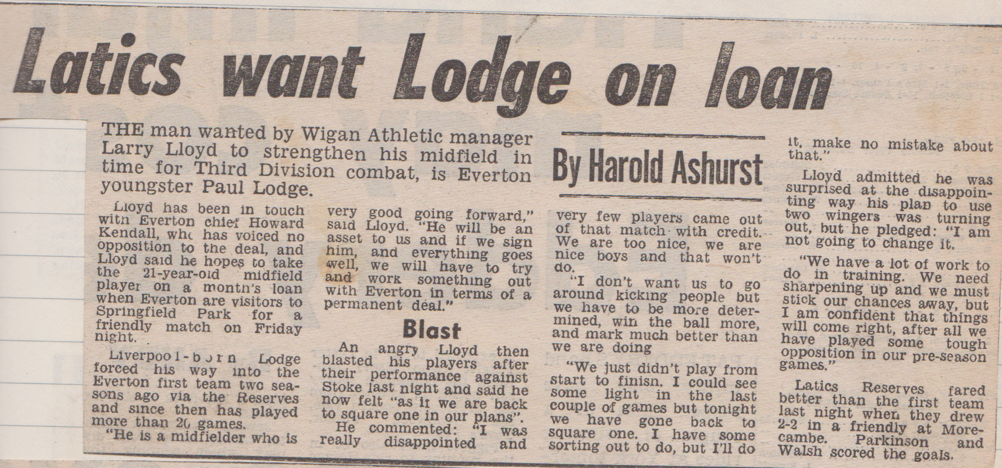 Latics want Lodge on loan
THE man wanted by Wigan Athletic manager
Larry Lloyd to strengthen his midfield in
time for Third Division combat, is Everton
youngster Paul Lodge.
Lloyd has been in touch
with Everton chief Howard
Kendall, who has voiced no
opposition to the deal, and
Lloyd said he hopes to take
the 21-year-old midfield
player on a month's loan
when Everton are visitors to
Springfield Park for a
friendly match on Friday
night.
Liverpool-born Lodge
forced his way into the
Everton first team two sea-
sons ago via the Reserves
and since then has played
more than 20 games.
"He is a midfielder who is
very good going forward,"
said Lloyd. "He will be an
asset to us and if we sign
him, and everything goes
well, we will have to try
and work something out
with Everton in terms of a
permanent deal."
Blast
An angry Lloyd then
blasted his players after
their performance against
Stoke last night and said he
now felt "as if we are back
to square one in our plans".
He commented: "I was
really disappointed and
By Harold Ashurst
very few players came out
of that match with credit.
We are too nice, we are
nice boys and that won't
do.
"I don't want us to go
around kicking people but
we have to be more deter-
mined, win the ball more,
and mark much better than
we are doing
"We just didn't play from
start to finish. I could see
some light in the last
couple of games but tonight
we have gone back to
square one. I have some
sorting out to do, but I'll do
it, make no mistake about
that."
Lloyd admitted he was
surprised at the disappoin-
ting way his plan to use
two wingers was turning
out, but he pledged: "I am
not going to change it.
"We have a lot of work to
do in training. We need
sharpening up and we must
stick our chances away, but
I am confident that things
will come right, after all we
have played some tough
opposition in our pre-season
games."
Latics Reserves fared
better than the first team
last night when they drew
2-2 in a friendly at More-
cambe. Parkinson and
Walsh scored the goals.